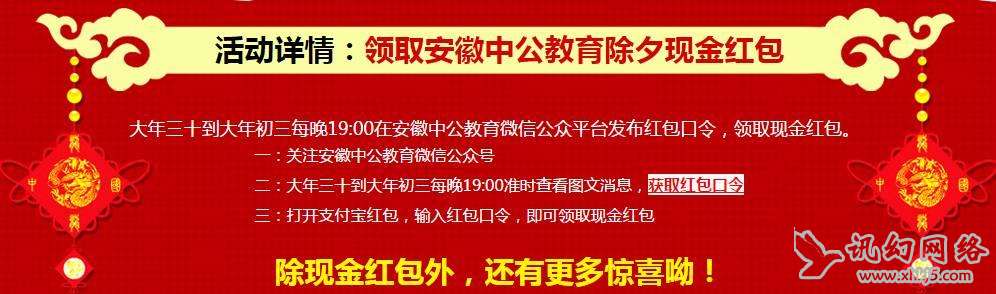 活动详情：领取安徽中公教育除夕现金红包
大年三十到大年初三每晚19:00在安徽中公教育微信公众平台发布红包口令，领取现金红包。
一：关注安徽中公教育微信公众号
二：大年三十到大年初三每晚19:00准时查看图文消息，获取红包口令
三：打开支付宝红包，输入红包口令，即可领取现金红包
中 國
中 國
除现金红包外，还有更多惊喜呦！
讯幻网络